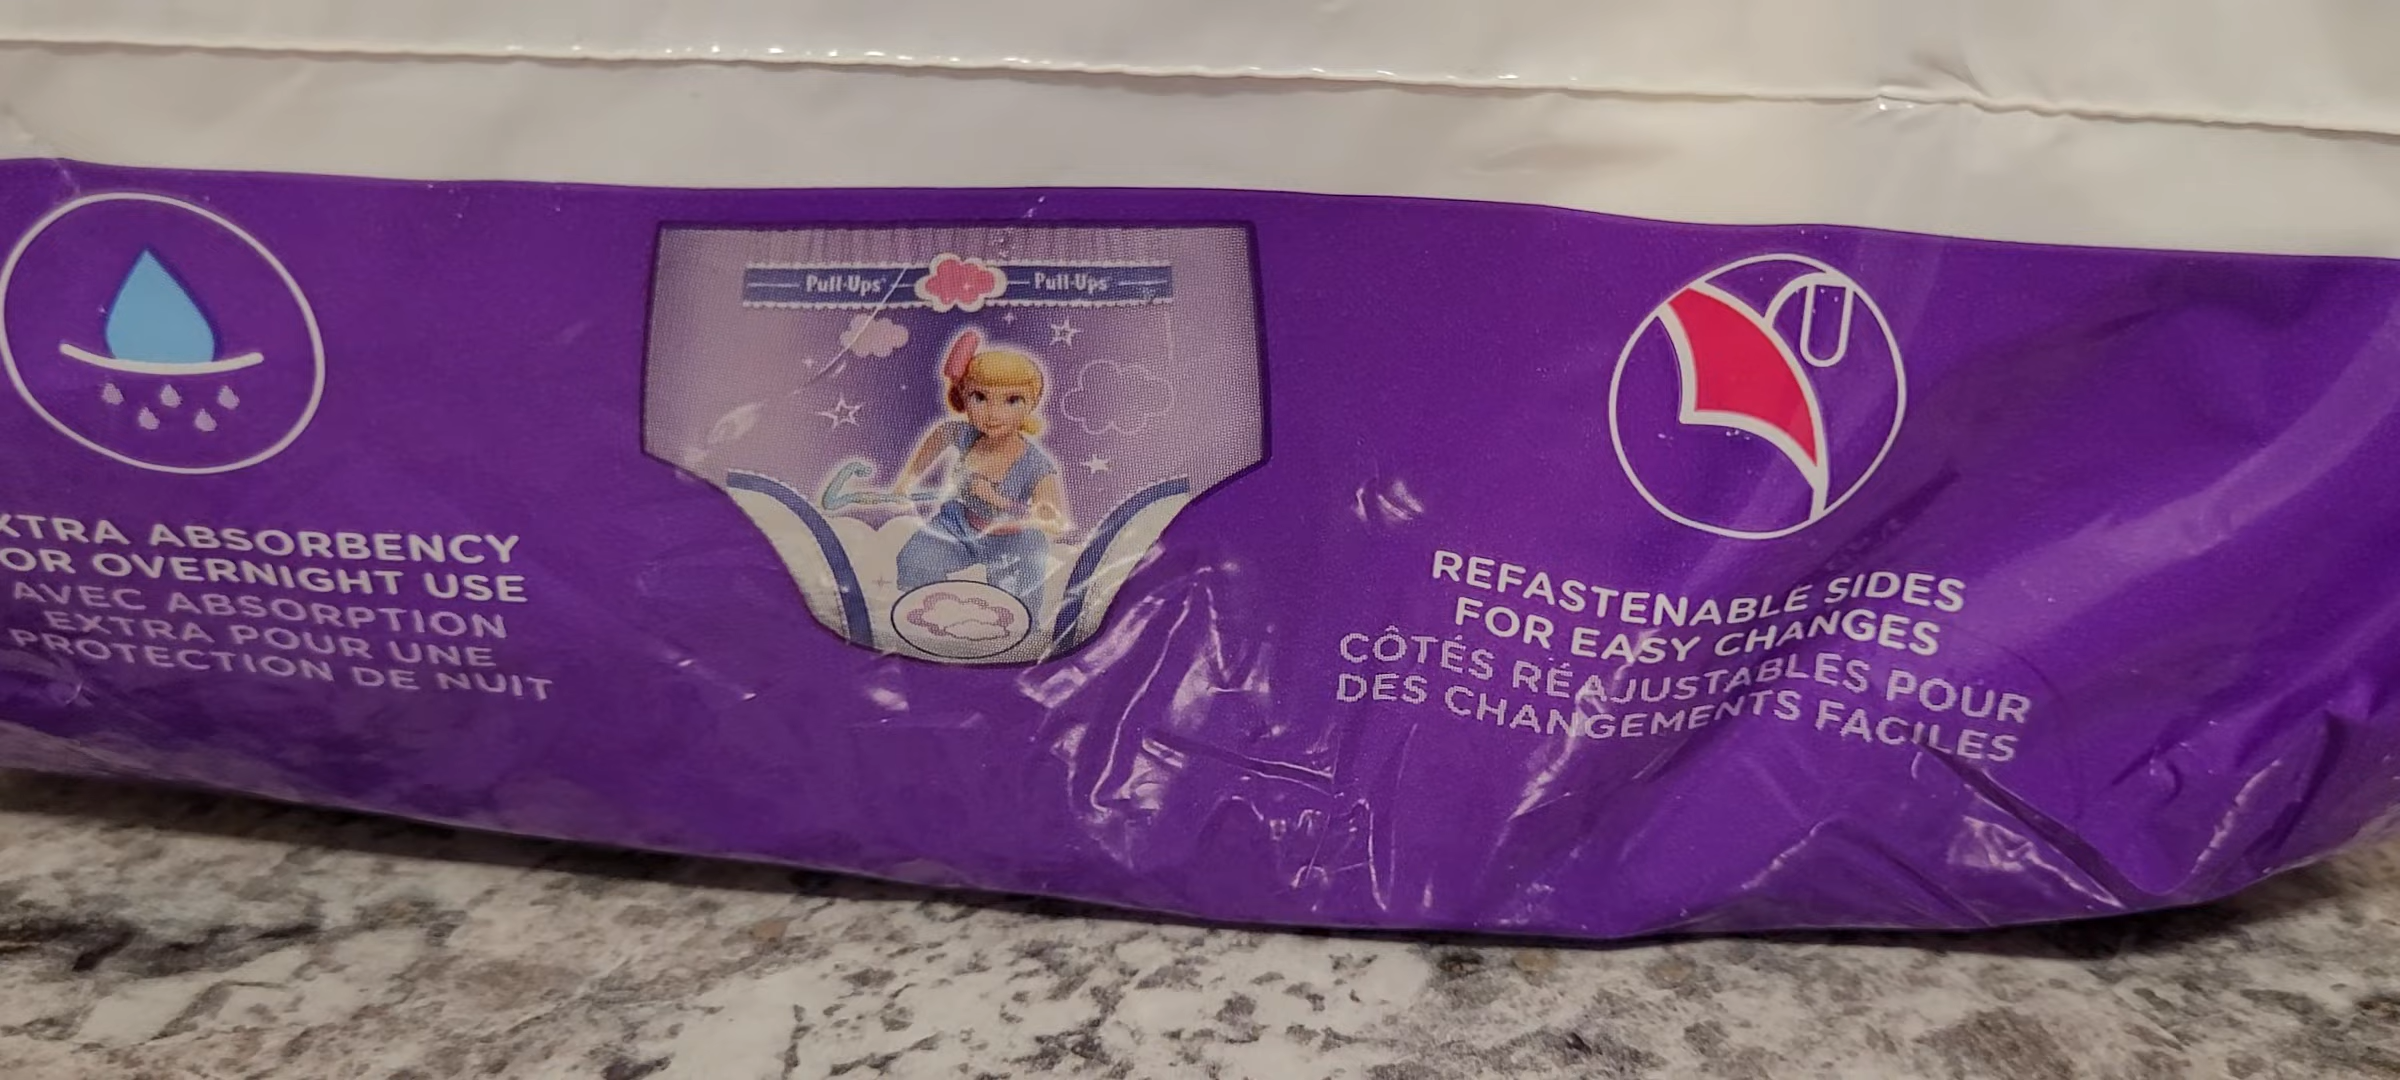 Pull-Ups Pull-Ups
XTRA ABSORBENCY
OR OVERNIGHT USE
AVEC ABSORPTION
EXTRA POUR UNE
PROTECTION DE NUIT
REFASTENABLE SIDES
FOR EASY CHANGES
CÔTÉS RÉAJUSTABLES POUR
DES CHANGEMENTS FACILES